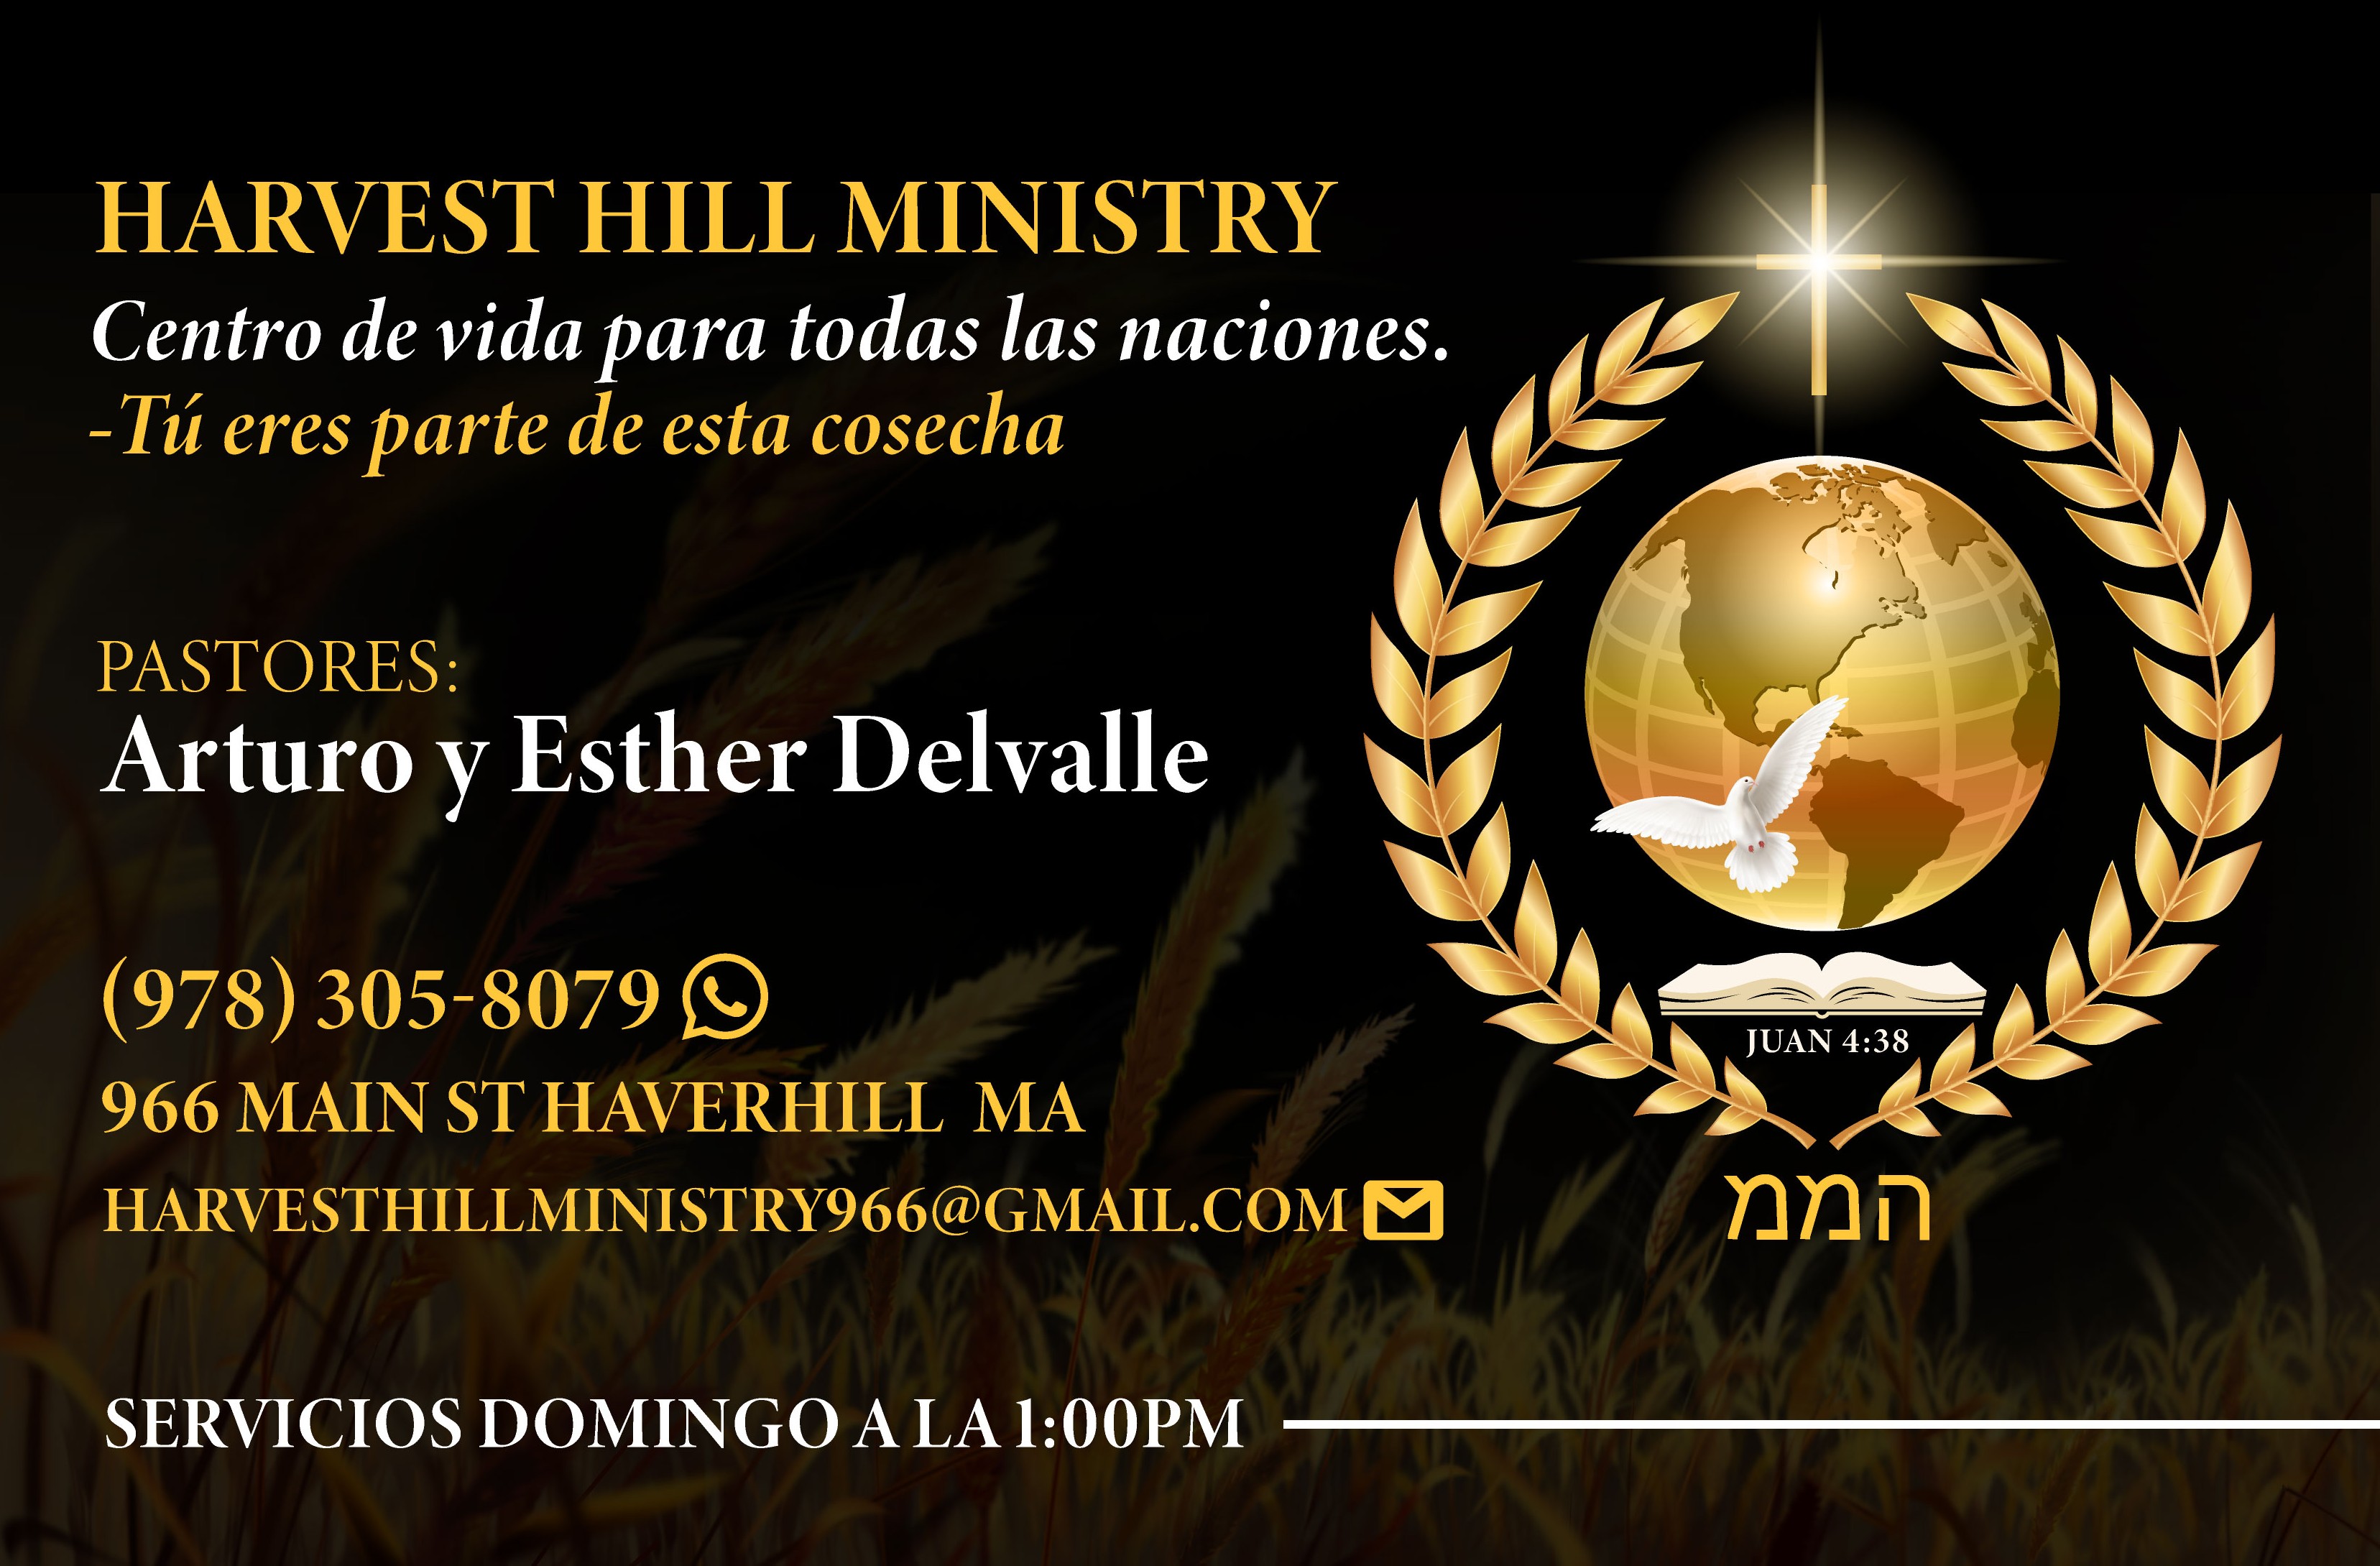 HARVEST HILL MINISTRY
Centro de vida para todas las naciones.
-Tú eres parte de esta cosecha
PASTORES:
Arturo y Esther Delvalle
(978) 305-8079
966 MAIN ST HAVERHILL MA
HARVESTHILLMINISTRY966@GMAIL.COM
SERVICIOS DOMINGO A LA 1:00PM
JUAN 4:38
הממ